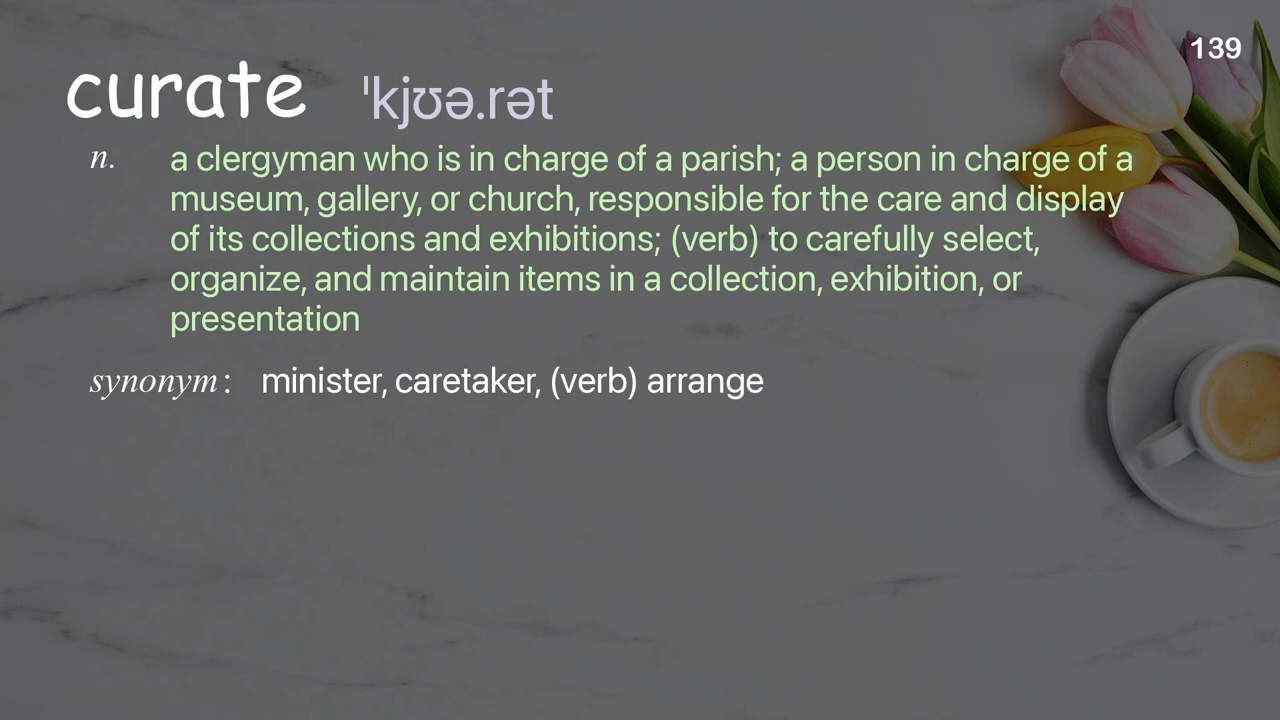 139
curate ˈkjʊə.rət
n. a clergyman who is in charge of a parish; a person in charge of a
museum, gallery, or church, responsible for the care and display
of its collections and exhibitions; (verb) to carefully select,
organize, and maintain items in a collection, exhibition, or
presentation
synonym: minister, caretaker, (verb) arrange